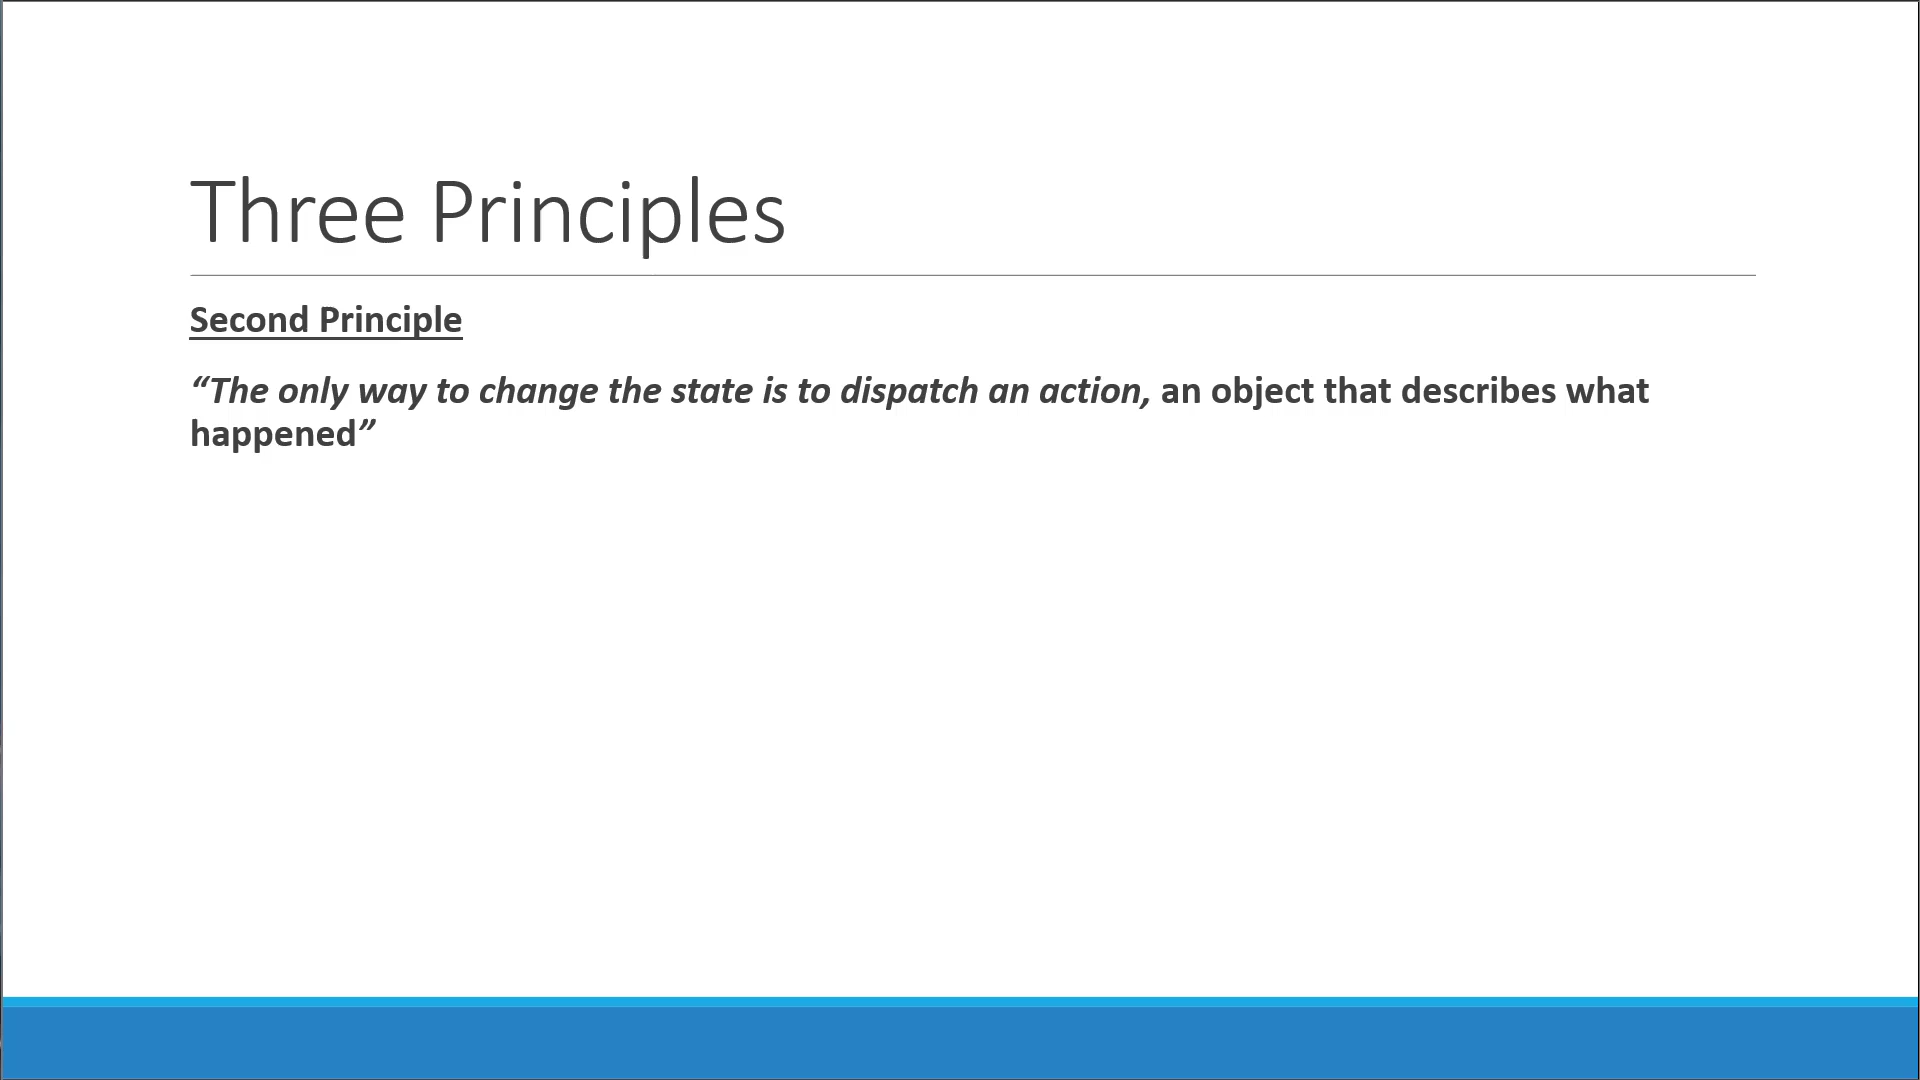 Three Principles
Second Principle
“The only way to change the state is to dispatch an action, an object that describes what
happened”